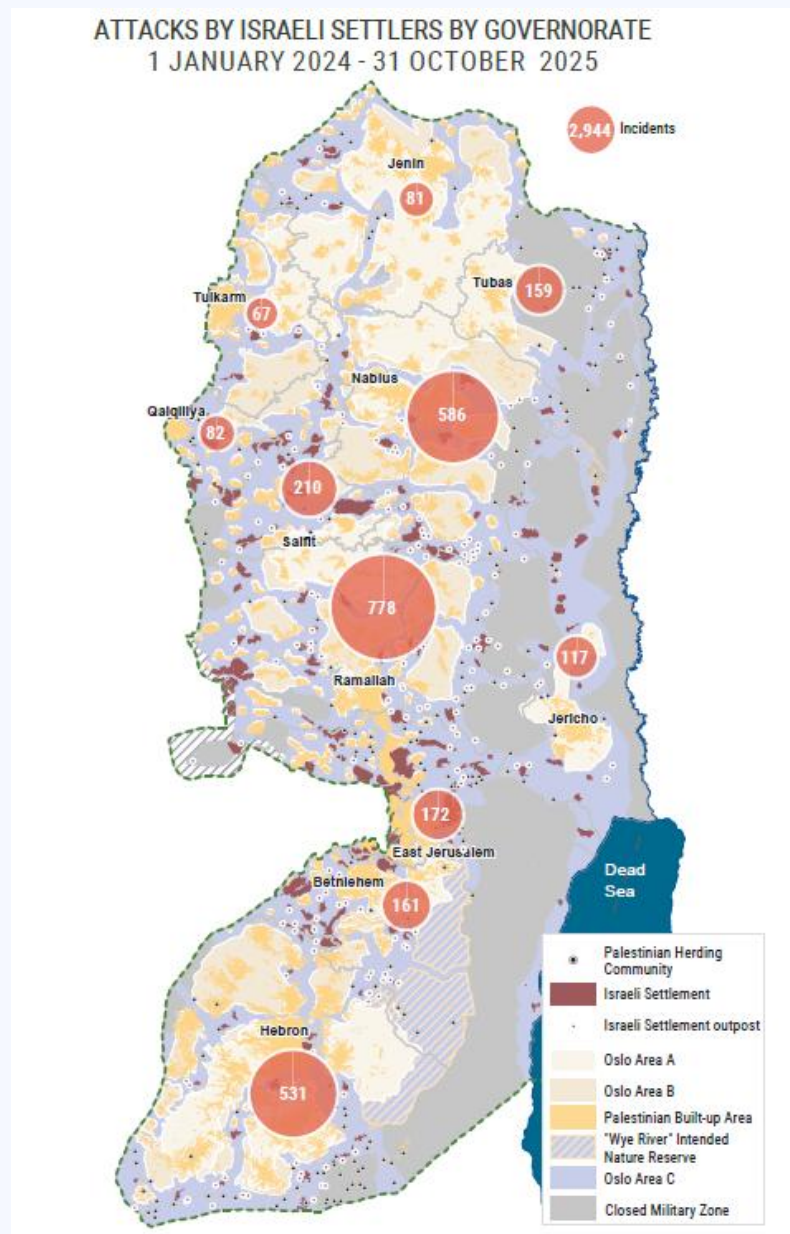 ATTACKS BY ISRAELI SETTLERS BY GOVERNORATE
1 JANUARY 2024 - 31 OCTOBER 2025
2,944 Incidents
Jenin
81
Tubas
159
Tulkarm
67
Nablus
586
Qalqiliya
82
210
Salfit
778
Ramallah
117
Jericho
172
East Jerusalem
Bethlehem
161
Dead
Sea
Hebron
531
Palestinian Herding
Community
Israeli Settlement
Israeli Settlement outpost
Oslo Area A
Oslo Area B
Palestinian Built-up Area
"Wye River" Intended
Nature Reserve
Oslo Area C
Closed Military Zone